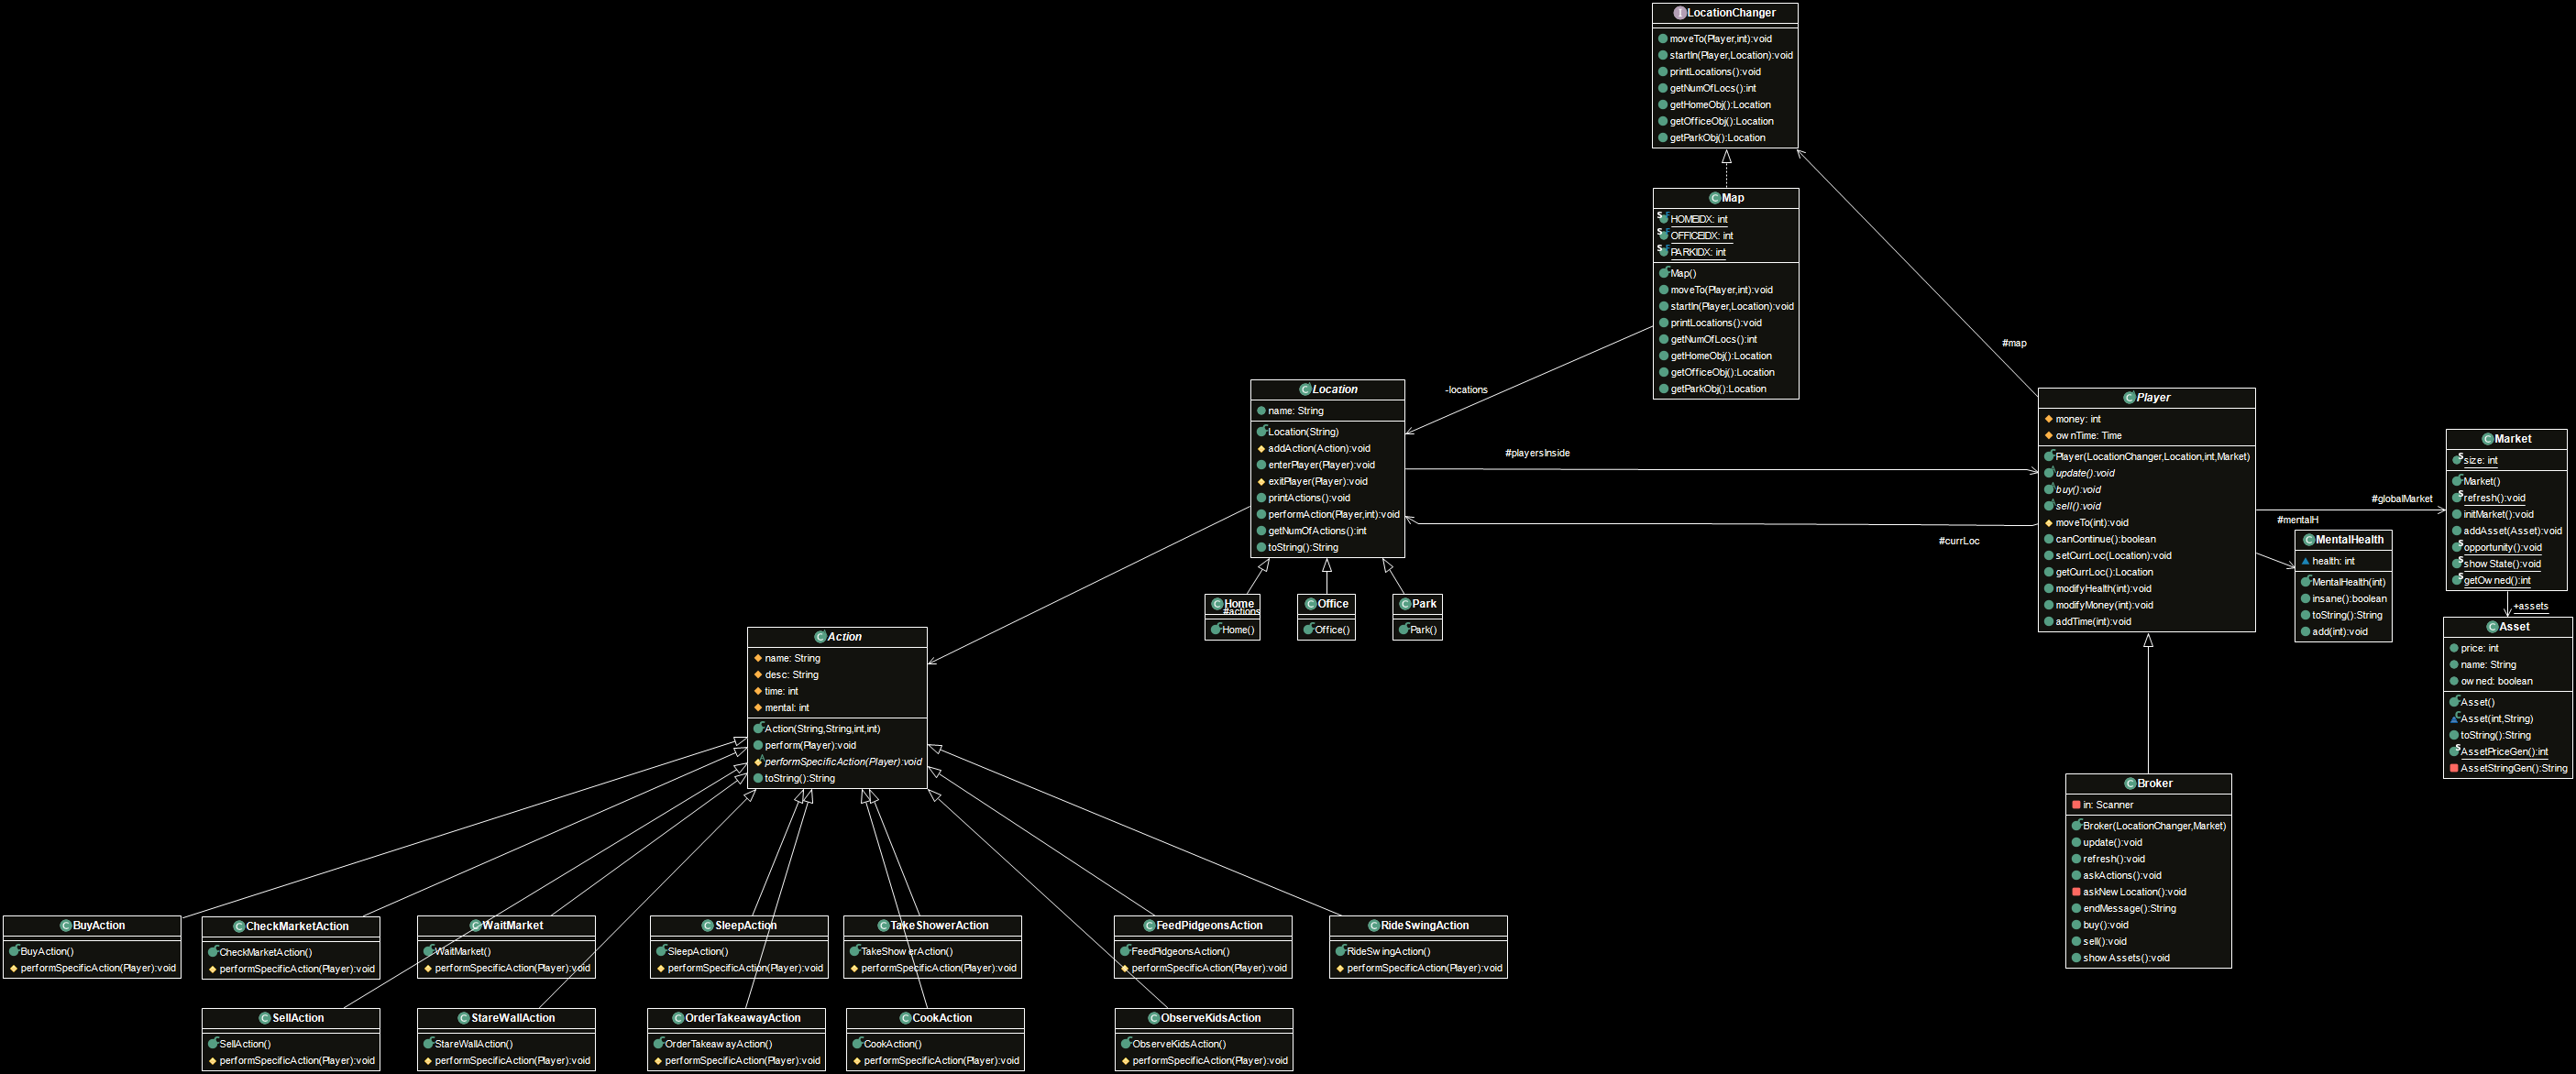 LocationChanger
moveTo(Player,int):void
startIn(Player,Location):void
printLocations():void
getNumOfLocs():int
getHomeObj():Location
getOfficeObj():Location
getParkObj():Location
Map
HOMEIDX: int
OFFICEIDX: int
PARKIDX: int
Map()
moveTo(Player,int):void
startIn(Player,Location):void
printLocations():void
getNumOfLocs():int
getHomeObj():Location
getOfficeObj():Location
getParkObj():Location
#map
-locations
Location
name: String
Location(String)
addAction(Action):void
enterPlayer(Player):void
exitPlayer(Player):void
printActions():void
performAction(Player,int):void
getNumOfActions():int
toString():String
#playersInside
#currLoc
Player
money: int
ownTime: Time
Player(LocationChanger,Location,int,Market)
update():void
buy():void
sell():void
moveTo(int):void
canContinue():boolean
setCurrLoc(Location):void
getCurrLoc():Location
modifyHealth(int):void
modifyMoney(int):void
addTime(int):void
#globalMarket
#mentalH
Market
size: int
Market()
refresh():void
initMarket():void
addAsset(Asset):void
opportunity():void
showState():void
getOwned():int
MentalHealth
health: int
MentalHealth(int)
insane():boolean
toString():String
add(int):void
+assets
Asset
price: int
name: String
owned: boolean
Asset()
Asset(int,String)
toString():String
AssetPriceGen():int
AssetStringGen():String
Home
#actions
Home()
Office
Office()
Park
Park()
Action
name: String
desc: String
time: int
mental: int
Action(String,String,int,int)
perform(Player):void
performSpecificAction(Player):void
toString():String
Broker
in: Scanner
Broker(LocationChanger,Market)
update():void
refresh():void
askActions():void
askNewLocation():void
endMessage():String
buy():void
sell():void
showAssets():void
BuyAction
BuyAction()
performSpecificAction(Player):void
CheckMarketAction
CheckMarketAction()
performSpecificAction(Player):void
WaitMarket
WaitMarket()
performSpecificAction(Player):void
SleepAction
SleepAction()
performSpecificAction(Player):void
TakeShowerAction
TakeShowerAction()
performSpecificAction(Player):void
FeedPidgeonsAction
FeedPidgeonsAction()
performSpecificAction(Player):void
RideSwingAction
RideSwingAction()
performSpecificAction(Player):void
SellAction
SellAction()
performSpecificAction(Player):void
StareWallAction
StareWallAction()
performSpecificAction(Player):void
OrderTakeawayAction
OrderTakeawayAction()
performSpecificAction(Player):void
CookAction
CookAction()
performSpecificAction(Player):void
ObserveKidsAction
ObserveKidsAction()
performSpecificAction(Player):void